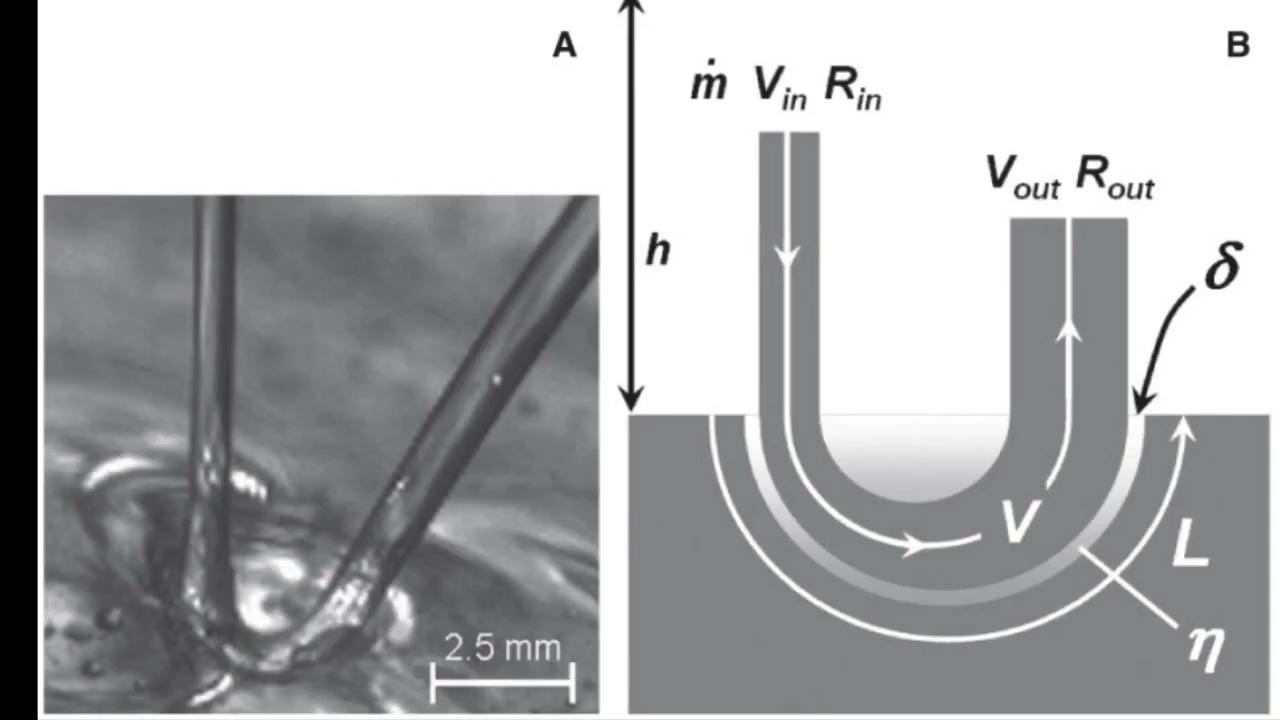 A
2.5 mm
B
ṁ V_in R_in
V_out R_out
h
δ
V
L
η